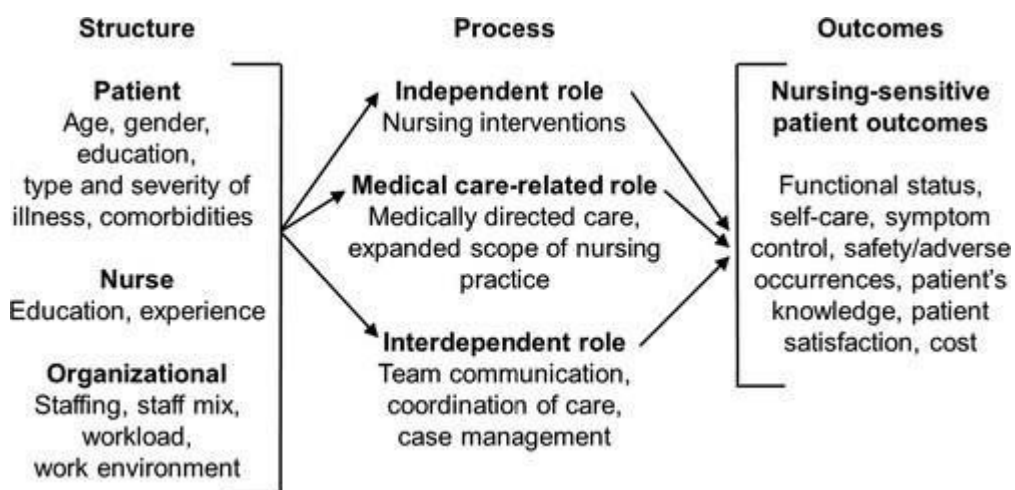 Structure
Patient
Age, gender,
education,
type and severity of
illness, comorbidities
Nurse
Education, experience
Organizational
Staffing, staff mix,
workload,
work environment
Process
Independent role
Nursing interventions
Medical care-related role
Medically directed care,
expanded scope of nursing
practice
Interdependent role
Team communication,
coordination of care,
case management
Outcomes
Nursing-sensitive
patient outcomes
Functional status,
self-care, symptom
control, safety/adverse
occurrences, patient's
knowledge, patient
satisfaction, cost